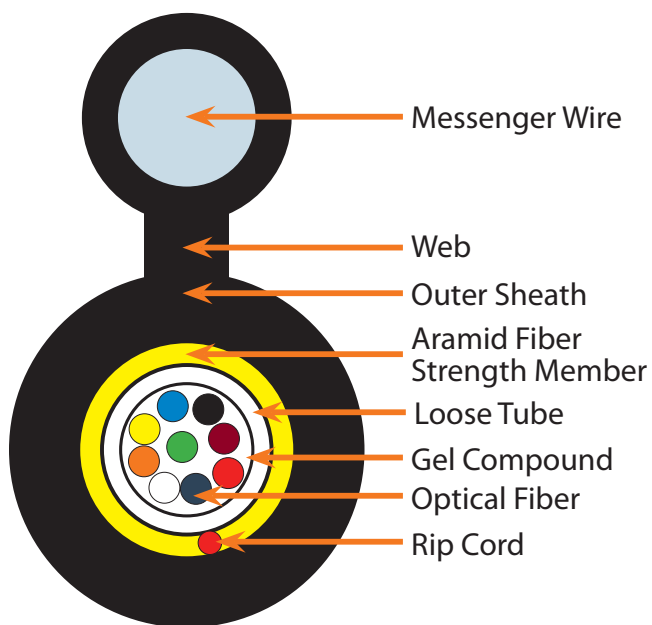 Messenger Wire
Web
Outer Sheath
Aramid Fiber
Strength Member
Loose Tube
Gel Compound
Optical Fiber
Rip Cord